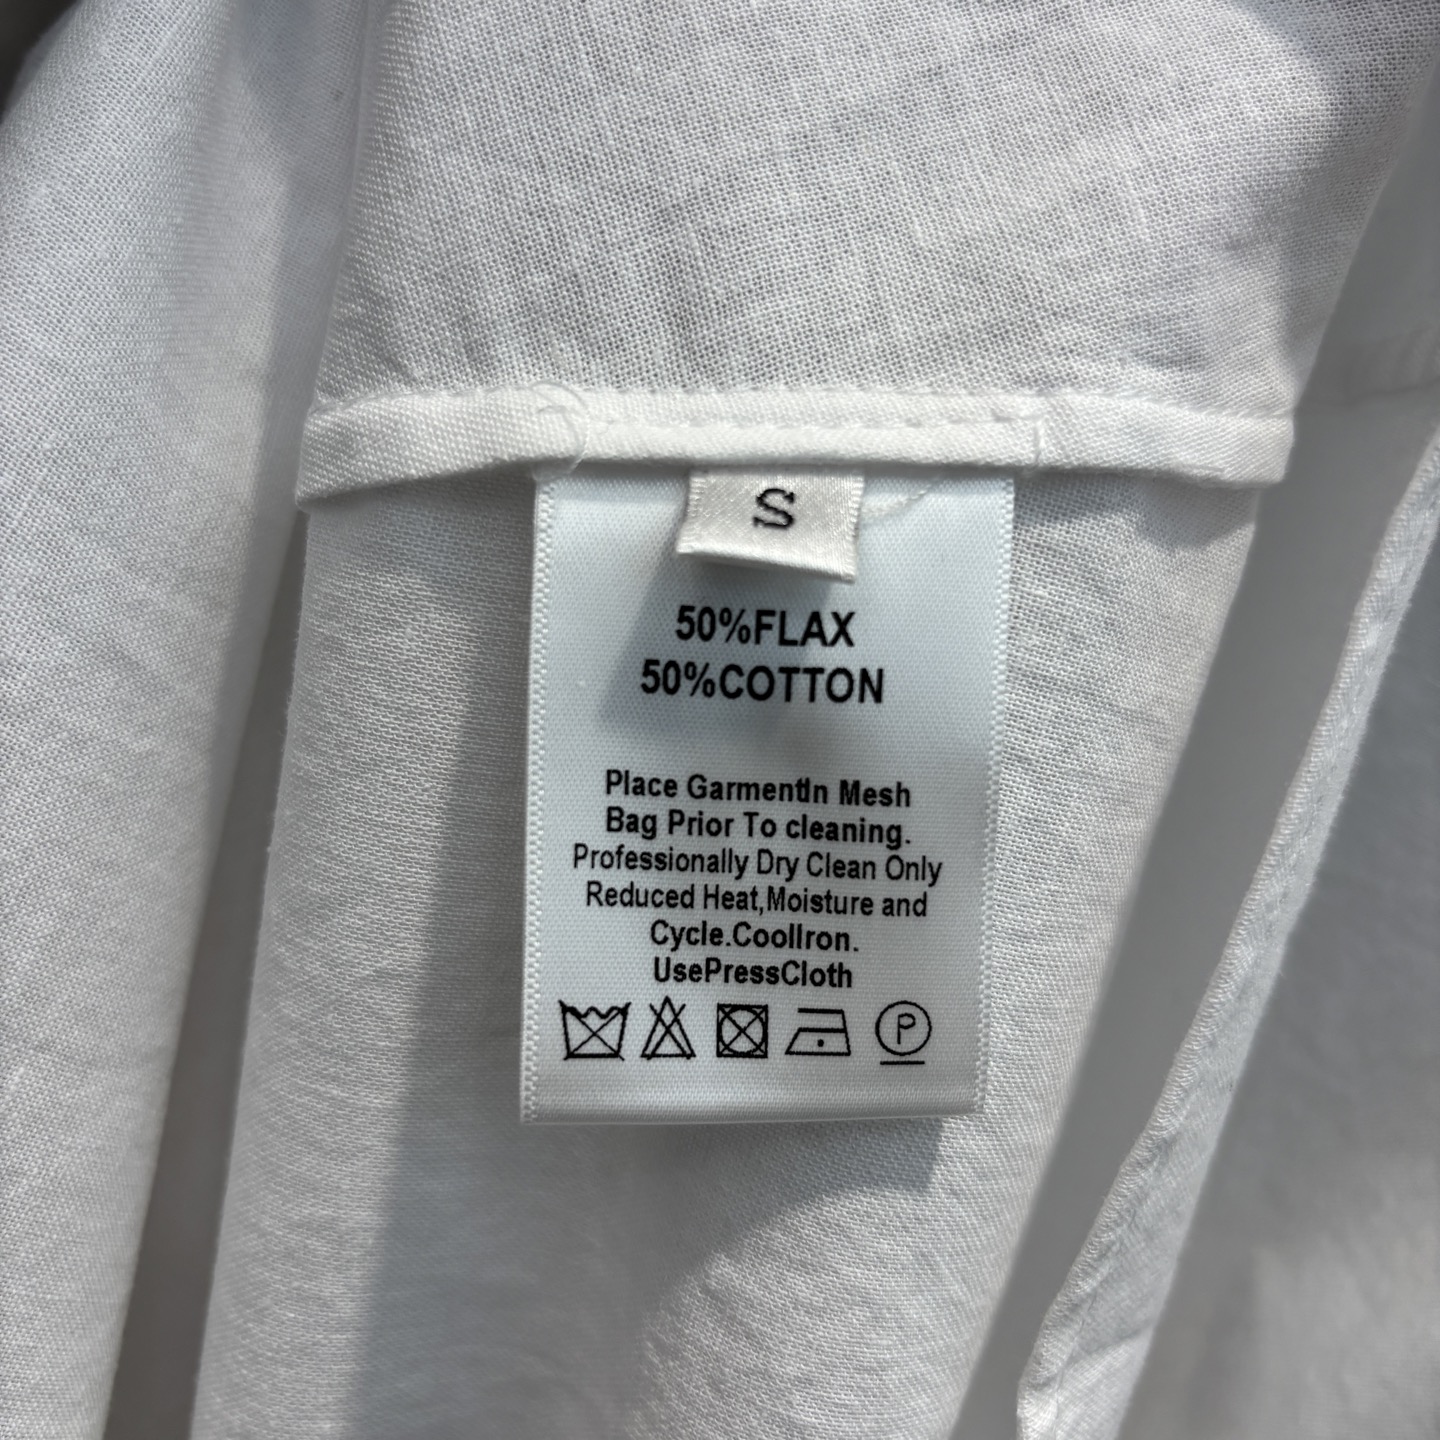 S
50%FLAX
50%COTTON
Place GarmentIn Mesh
Bag Prior To cleaning.
Professionally Dry Clean Only
Reduced Heat,Moisture and
Cycle.CoolIron.
UsePressCloth
P